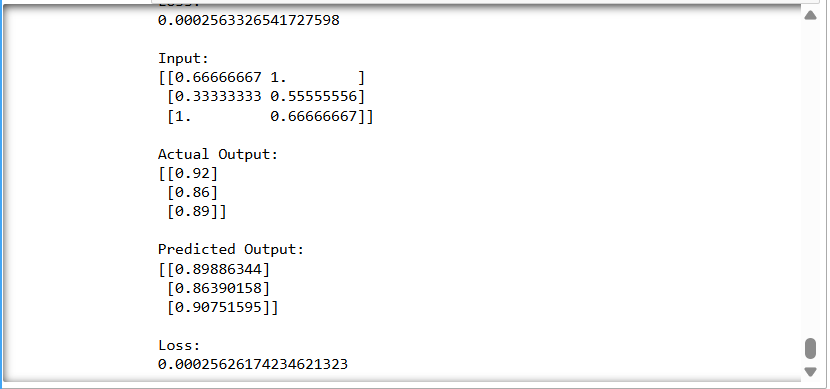 Loss:
0.0002563326541727598
Input:
[[0.66666667 1.        ]
 [0.33333333 0.55555556]
 [1.         0.66666667]]
Actual Output:
[[0.92]
 [0.86]
 [0.89]]
Predicted Output:
[[0.89886344]
 [0.86390158]
 [0.90751595]]
Loss:
0.00025626174234621323